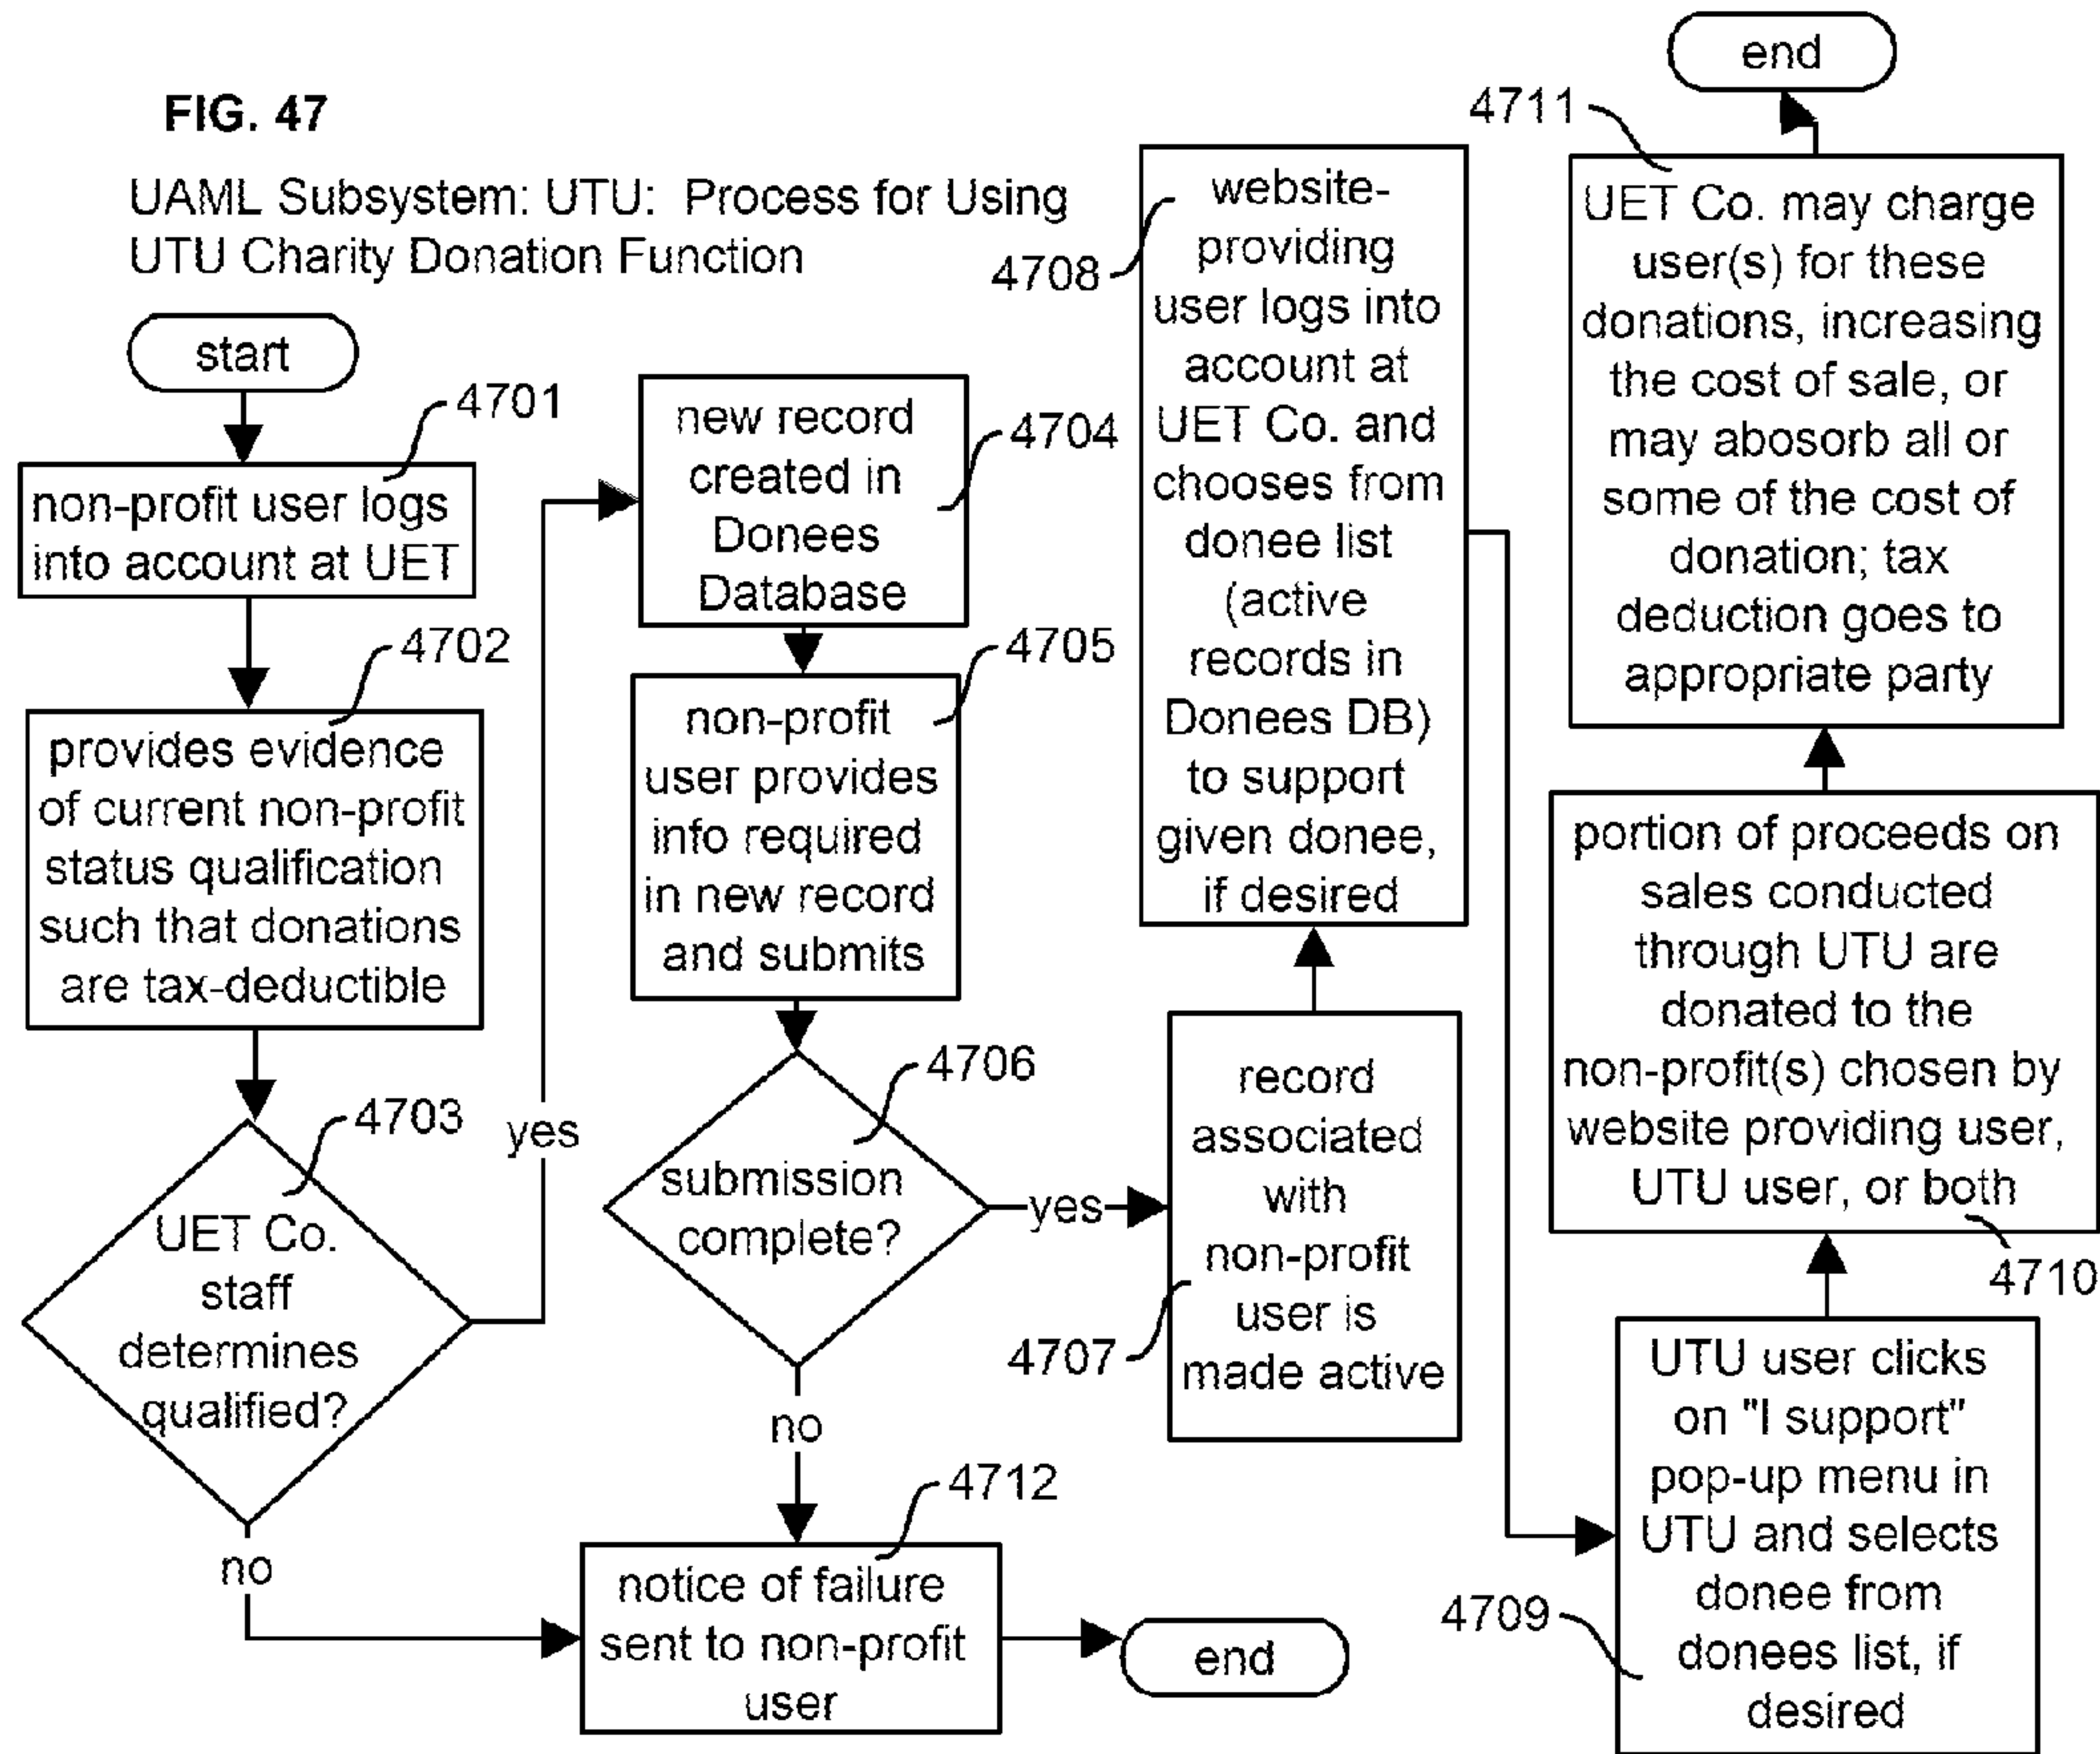 FIG. 47
UAML Subsystem: UTU: Process for Using
UTU Charity Donation Function
start
4701
non-profit user logs
into account at UET
4702
provides evidence
of current non-profit
status qualification
such that donations
are tax-deductible
4703
UET Co.
staff
determines
qualified?
yes
no
4704
new record
created in
Donees
Database
4705
non-profit
user provides
info required
in new record
and submits
4706
submission
complete?
yes
no
4712
notice of failure
sent to non-profit
user
end
4707
record
associated
with
non-profit
user is
made active
4708
website-
providing
user logs into
account at
UET Co. and
chooses from
donee list
(active
records in
Donees DB)
to support
given donee,
if desired
4709
UTU user clicks
on "I support"
pop-up menu in
UTU and selects
donee from
donees list, if
desired
4710
portion of proceeds on
sales conducted
through UTU are
donated to the
non-profit(s) chosen by
website providing user,
UTU user, or both
4711
UET Co. may charge
user(s) for these
donations, increasing
the cost of sale, or
may abosorb all or
some of the cost of
donation; tax
deduction goes to
appropriate party
end